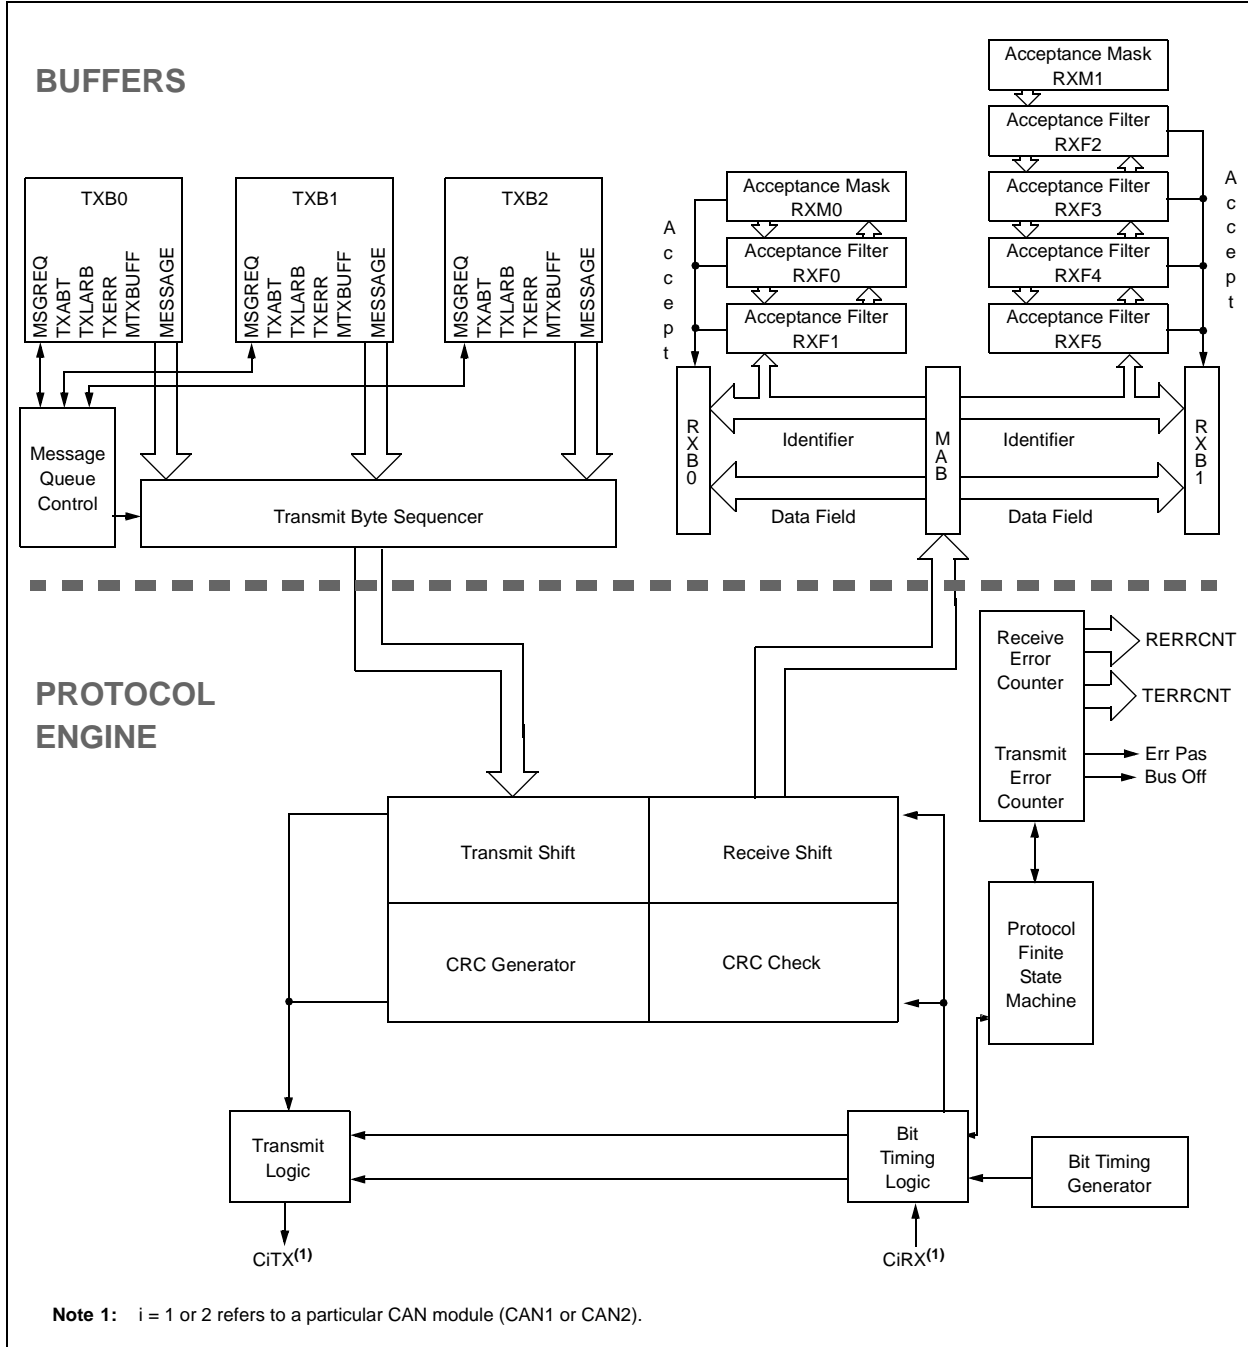 BUFFERS
Acceptance Mask
RXM1
Acceptance Filter
RXF2
Acceptance Filter
RXF3
Acceptance Filter
RXF4
Acceptance Filter
RXF5
Accept
Acceptance Mask
RXM0
Acceptance Filter
RXF0
Acceptance Filter
RXF1
Accept
TXB0
MSGREQ
TXABT
TXLARB
TXERR
MTXBUFF
MESSAGE
TXB1
MSGREQ
TXABT
TXLARB
TXERR
MTXBUFF
MESSAGE
TXB2
MSGREQ
TXABT
TXLARB
TXERR
MTXBUFF
MESSAGE
Message
Queue
Control
Transmit Byte Sequencer
RXB0
Identifier
Data Field
MAB
Identifier
Data Field
RXB1
PROTOCOL
ENGINE
Receive
Error
Counter
Transmit
Error
Counter
RERRCNT
TERRCNT
Err Pas
Bus Off
Transmit Shift
Receive Shift
CRC Generator
CRC Check
Protocol
Finite
State
Machine
Transmit
Logic
Bit
Timing
Logic
Bit Timing
Generator
CiTX(1)
CiRX(1)
Note 1: i = 1 or 2 refers to a particular CAN module (CAN1 or CAN2).